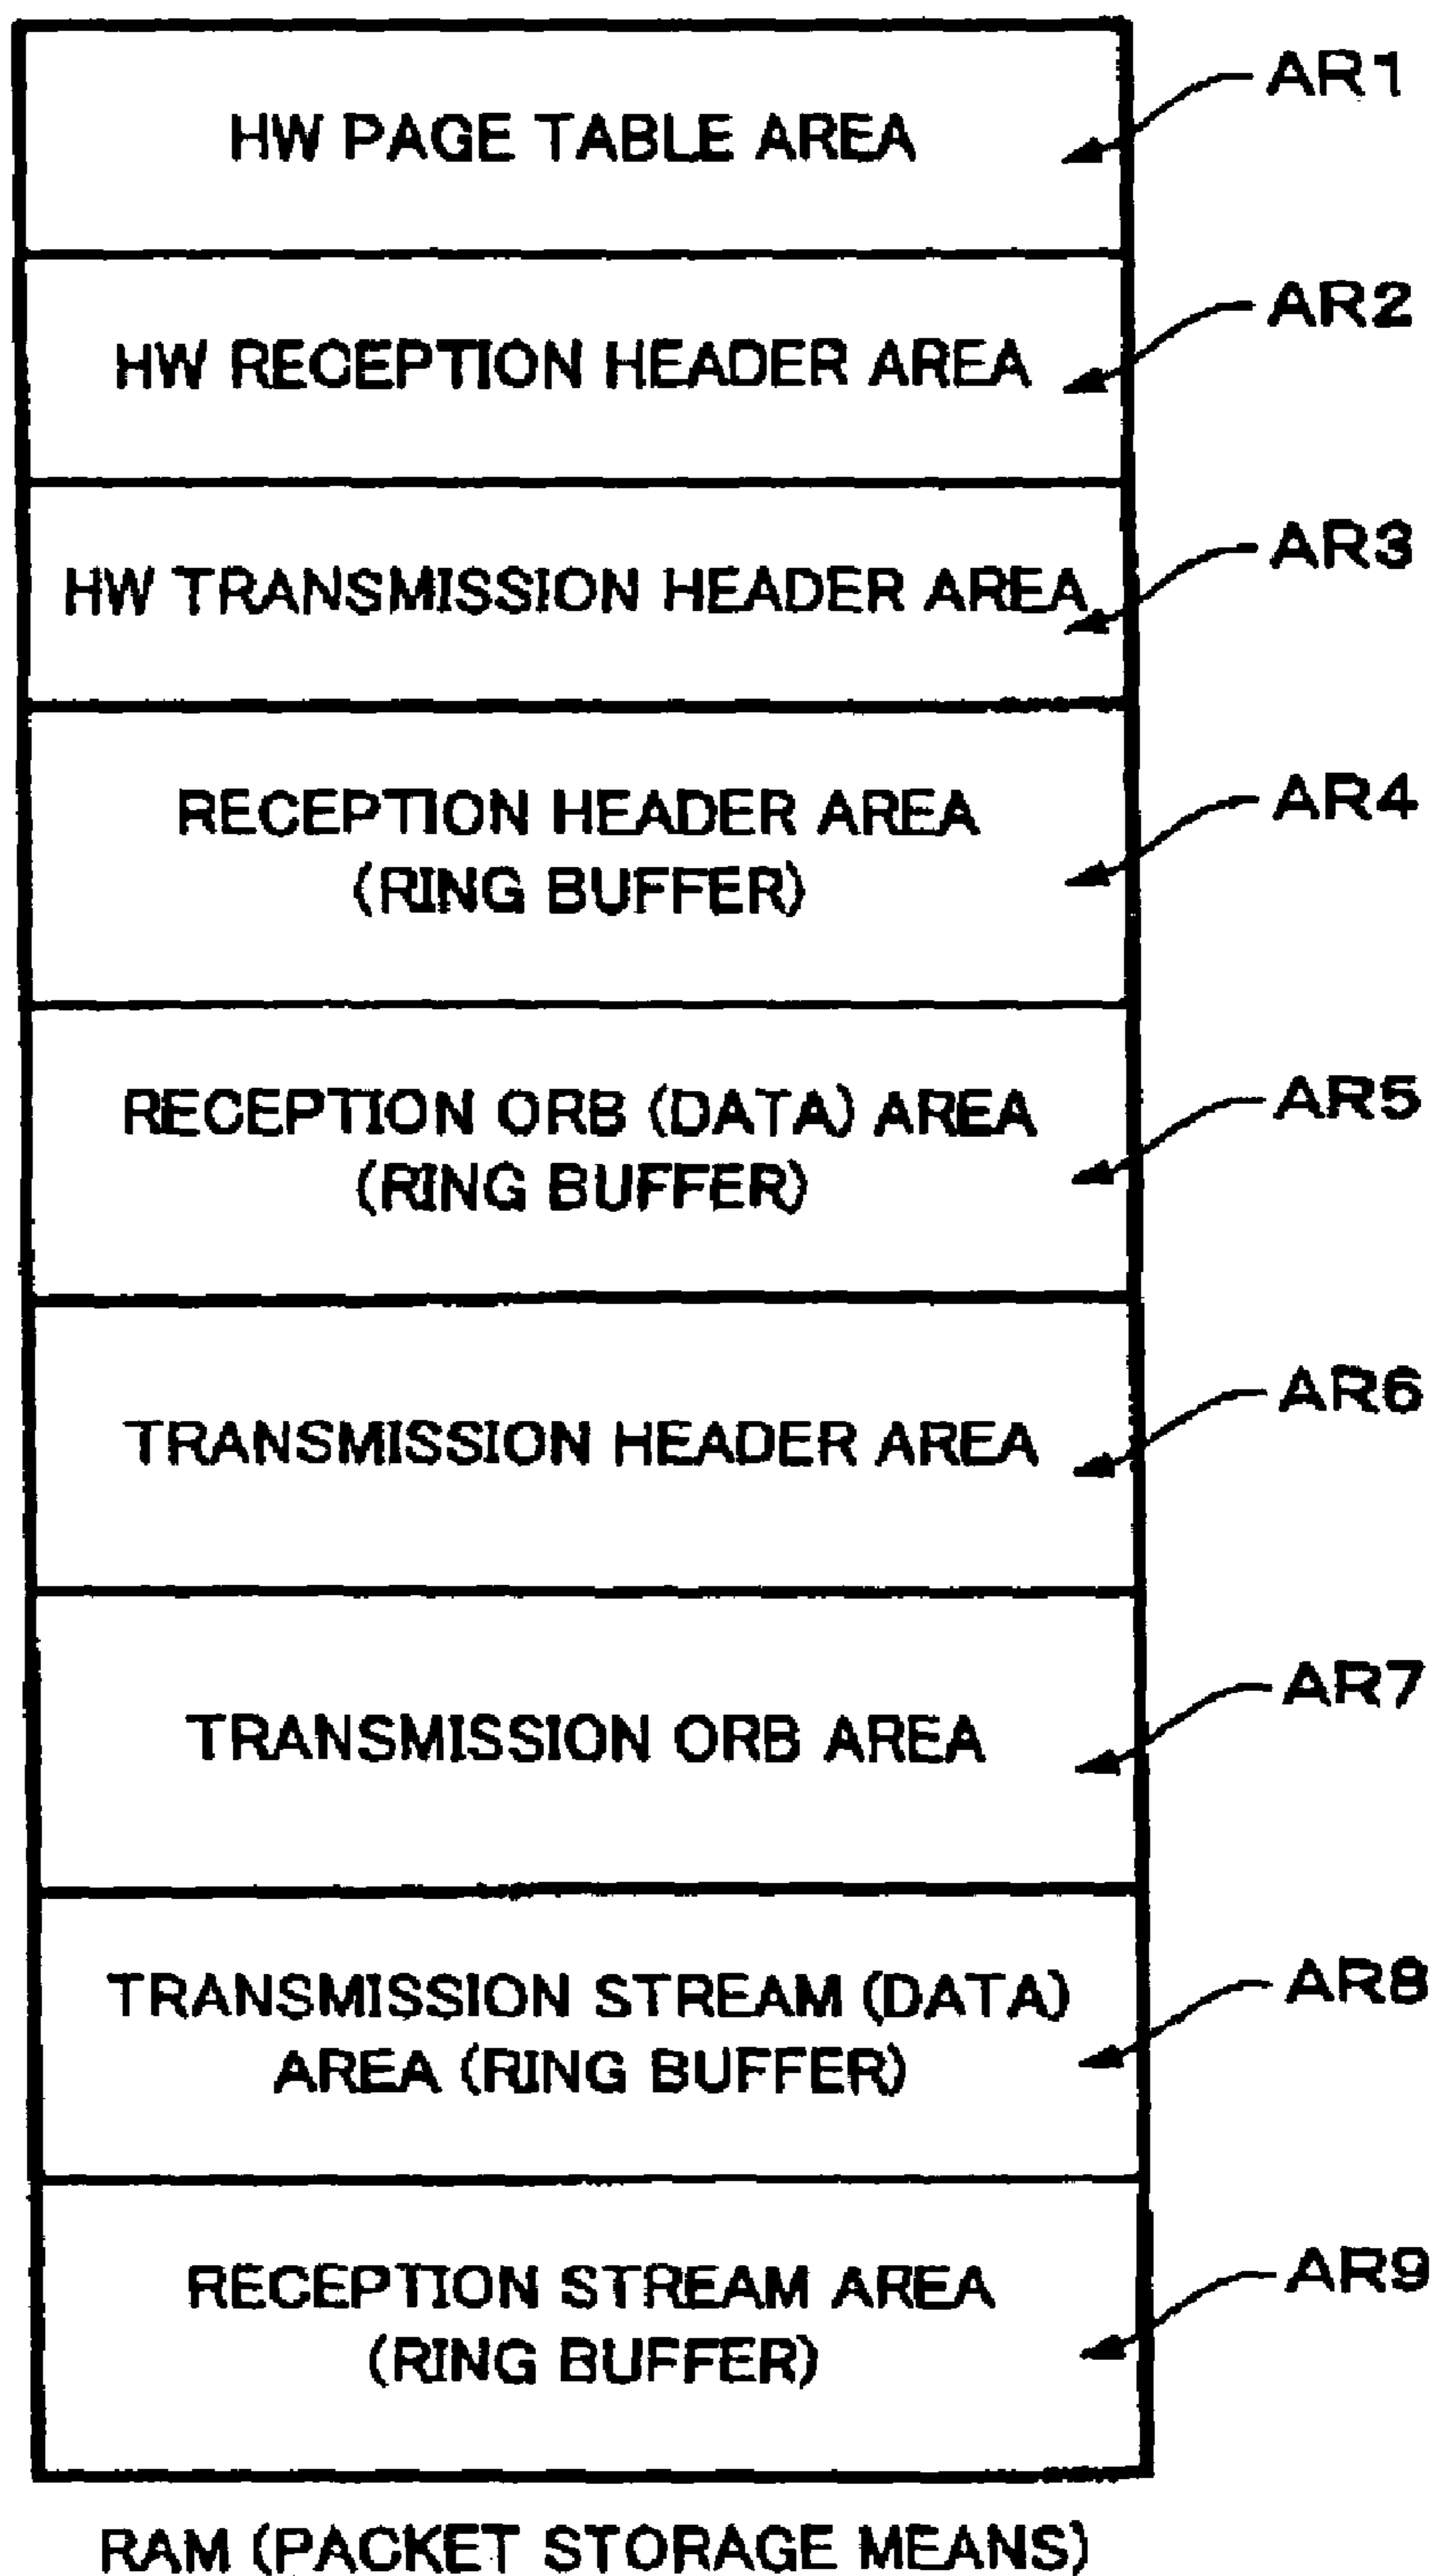 HW PAGE TABLE AREA
AR1
HW RECEPTION HEADER AREA
AR2
HW TRANSMISSION HEADER AREA
AR3
RECEPTION HEADER AREA
(RING BUFFER)
AR4
RECEPTION ORB (DATA) AREA
(RING BUFFER)
AR5
TRANSMISSION HEADER AREA
AR6
TRANSMISSION ORB AREA
AR7
TRANSMISSION STREAM (DATA)
AREA (RING BUFFER)
AR8
RECEPTION STREAM AREA
(RING BUFFER)
AR9
RAM (PACKET STORAGE MEANS)